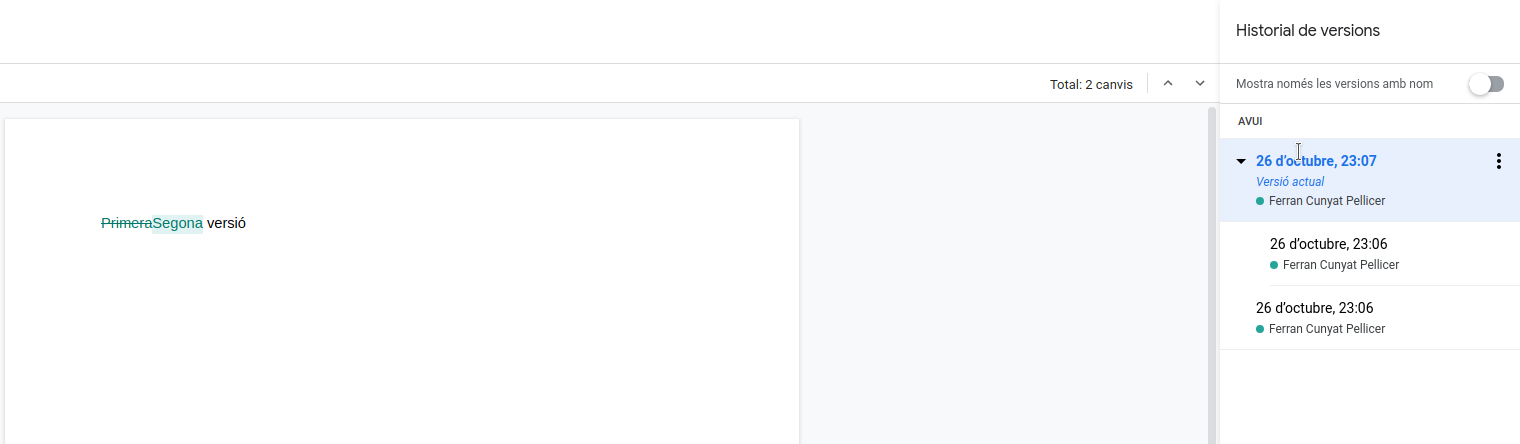 Historial de versions
Total: 2 canvis
Mostra només les versions amb nom
AVUI
PrimeraSegona versió
26 d’octubre, 23:07
Versió actual
Ferran Cunyat Pellicer
26 d’octubre, 23:06
Ferran Cunyat Pellicer
26 d’octubre, 23:06
Ferran Cunyat Pellicer